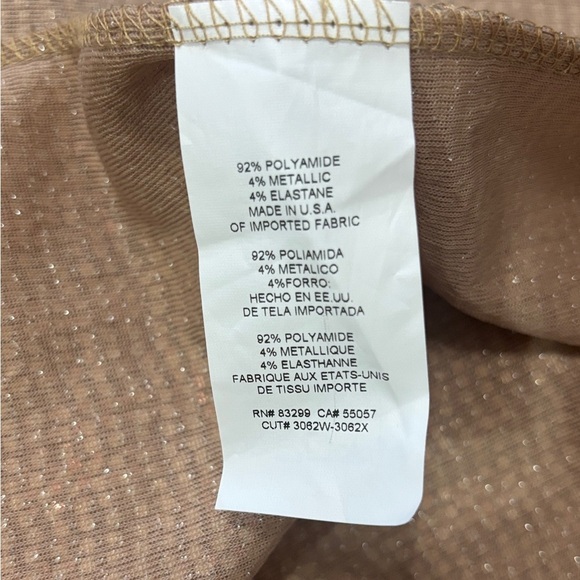 92% POLYAMIDE
4% METALLIC
4% ELASTANE
MADE IN U.S.A.
OF IMPORTED FABRIC
92% POLIAMIDA
4% METALICO
4%FORRO:
HECHO EN EE.UU.
DE TELA IMPORTADA
92% POLYAMIDE
4% METALLIQUE
4% ELASTHANNE
FABRIQUE AUX ETATS-UNIS
DE TISSU IMPORTE
RN# 83299 CA# 55057
CUT# 3062W-3062X